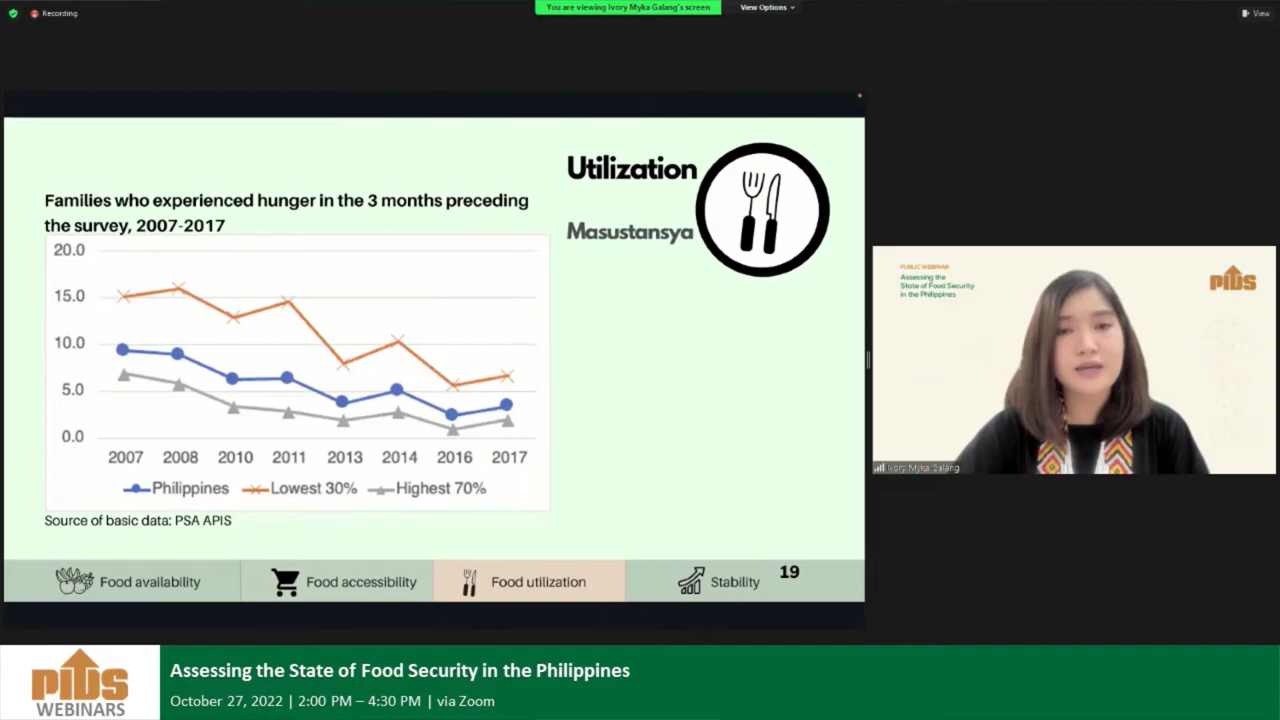 Recording
You are viewing Ivory Myka Galang's screen
View Options
View
Utilization
Masustansya
Families who experienced hunger in the 3 months preceding
the survey, 2007-2017
20.0
15.0
10.0
5.0
0.0
2007 2008 2010 2011 2013 2014 2016 2017
Philippines Lowest 30% Highest 70%
Source of basic data: PSA APIS
Food availability Food accessibility Food utilization Stability 19
PUBLIC WEBINAR
Assessing the
State of Food Security
in the Philippines
PIDS
Ivory Myka Galang
PIDS
WEBINARS
Assessing the State of Food Security in the Philippines
October 27, 2022 | 2:00 PM – 4:30 PM | via Zoom